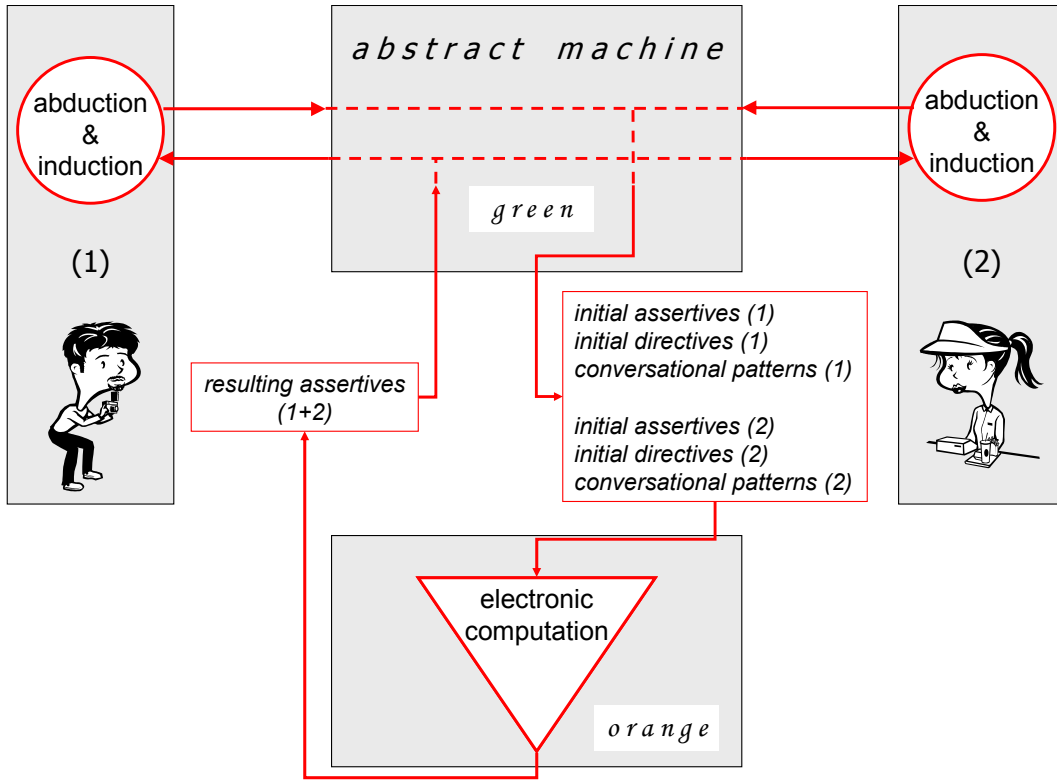 abstract machine
abduction
&
induction
(1)
abduction
&
induction
(2)
green
initial assertives (1)
initial directives (1)
conversational patterns (1)
initial assertives (2)
initial directives (2)
conversational patterns (2)
resulting assertives
(1+2)
electronic
computation
orange